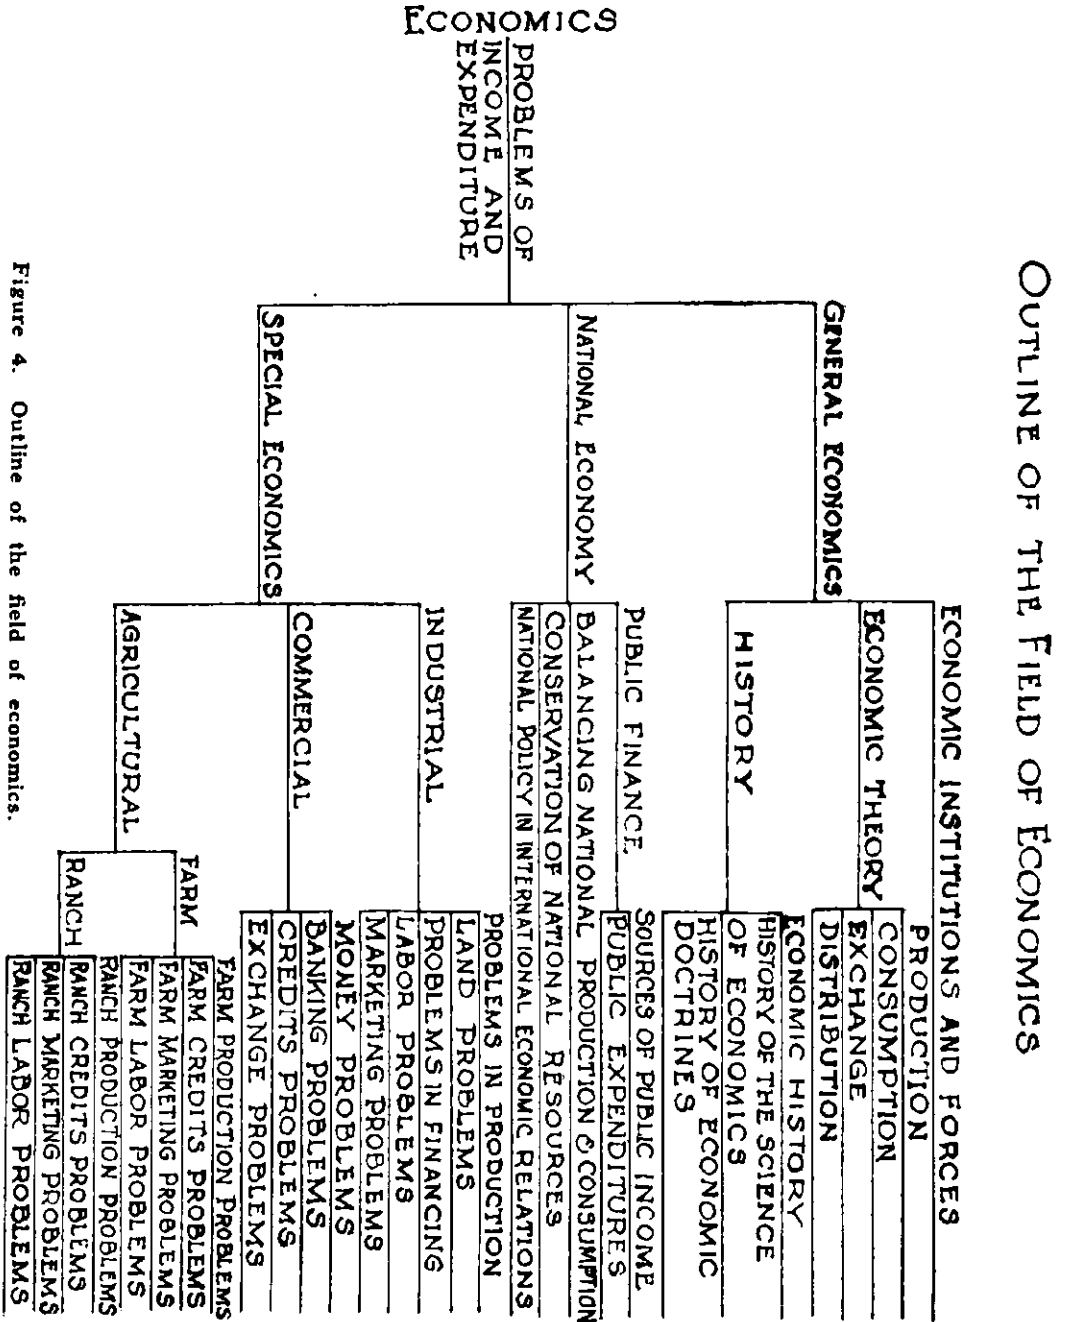 OUTLINE OF THE FIELD OF ECONOMICS
ECONOMICS
PROBLEMS OF
INCOME AND
EXPENDITURE
GENERAL ECONOMICS
ECONOMIC INSTITUTIONS AND FORCES
ECONOMIC THEORY
PRODUCTION
CONSUMPTION
EXCHANGE
DISTRIBUTION
HISTORY
ECONOMIC HISTORY
HISTORY OF THE SCIENCE
OF ECONOMICS
HISTORY OF ECONOMIC
DOCTRINES
NATIONAL ECONOMY
PUBLIC FINANCE
SOURCES OF PUBLIC INCOME
PUBLIC EXPENDITURES
BALANCING NATIONAL PRODUCTION & CONSUMPTION
CONSERVATION OF NATIONAL RESOURCES
NATIONAL POLICY IN INTERNATIONAL ECONOMIC RELATIONS
SPECIAL ECONOMICS
INDUSTRIAL
PROBLEMS IN PRODUCTION
LAND PROBLEMS
PROBLEMS IN FINANCING
LABOR PROBLEMS
MARKETING PROBLEMS
COMMERCIAL
MONEY PROBLEMS
BANKING PROBLEMS
CREDITS PROBLEMS
EXCHANGE PROBLEMS
AGRICULTURAL
FARM
FARM PRODUCTION PROBLEMS
FARM CREDITS PROBLEMS
FARM MARKETING PROBLEMS
FARM LABOR PROBLEMS
RANCH
RANCH PRODUCTION PROBLEMS
RANCH CREDITS PROBLEMS
RANCH MARKETING PROBLEMS
RANCH LABOR PROBLEMS
Figure 4. Outline of the field of economics.